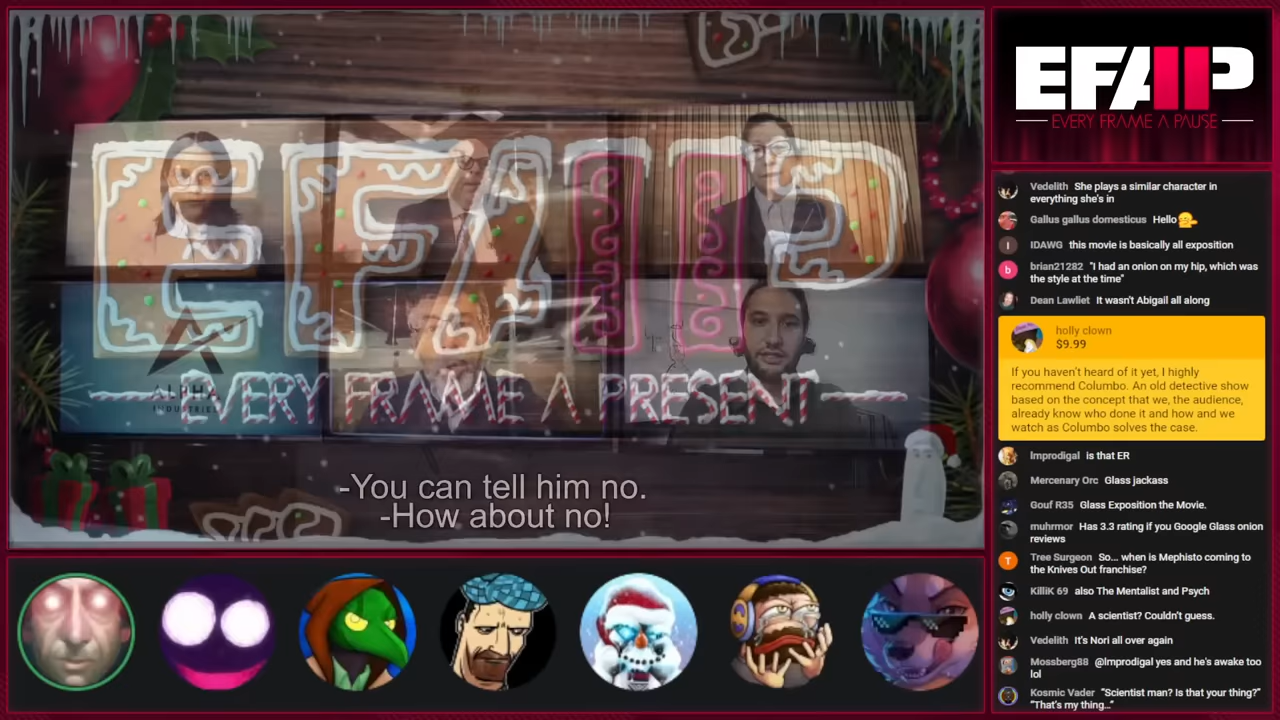 EFAP
EVERY FRAME A PRESENT
ALPHA
INDUSTRIES
-You can tell him no.
-How about no!
EFAP
EVERY FRAME A PAUSE
Vedelith She plays a similar character in
everything she's in
Gallus gallus domesticus Hello
I
IDAWG this movie is basically all exposition
b
brian21282 "I had an onion on my hip, which was
the style at the time"
Dean Lawliet It wasn't Abigail all along
holly clown
$9.99
If you haven't heard of it yet, I highly
recommend Columbo. An old detective show
based on the concept that we, the audience,
already know who done it and how and we
watch as Columbo solves the case.
lmprodigal is that ER
Mercenary Orc Glass jackass
Gouf R35 Glass Exposition the Movie.
muhrmor Has 3.3 rating if you Google Glass onion
reviews
T
Tree Surgeon So... when is Mephisto coming to
the Knives Out franchise?
KilliK 69 also The Mentalist and Psych
holly clown A scientist? Couldn't guess.
Vedelith It's Nori all over again
Mossberg88 @lmprodigal yes and he's awake too
lol
Kosmic Vader "Scientist man? Is that your thing?"
"That's my thing..."